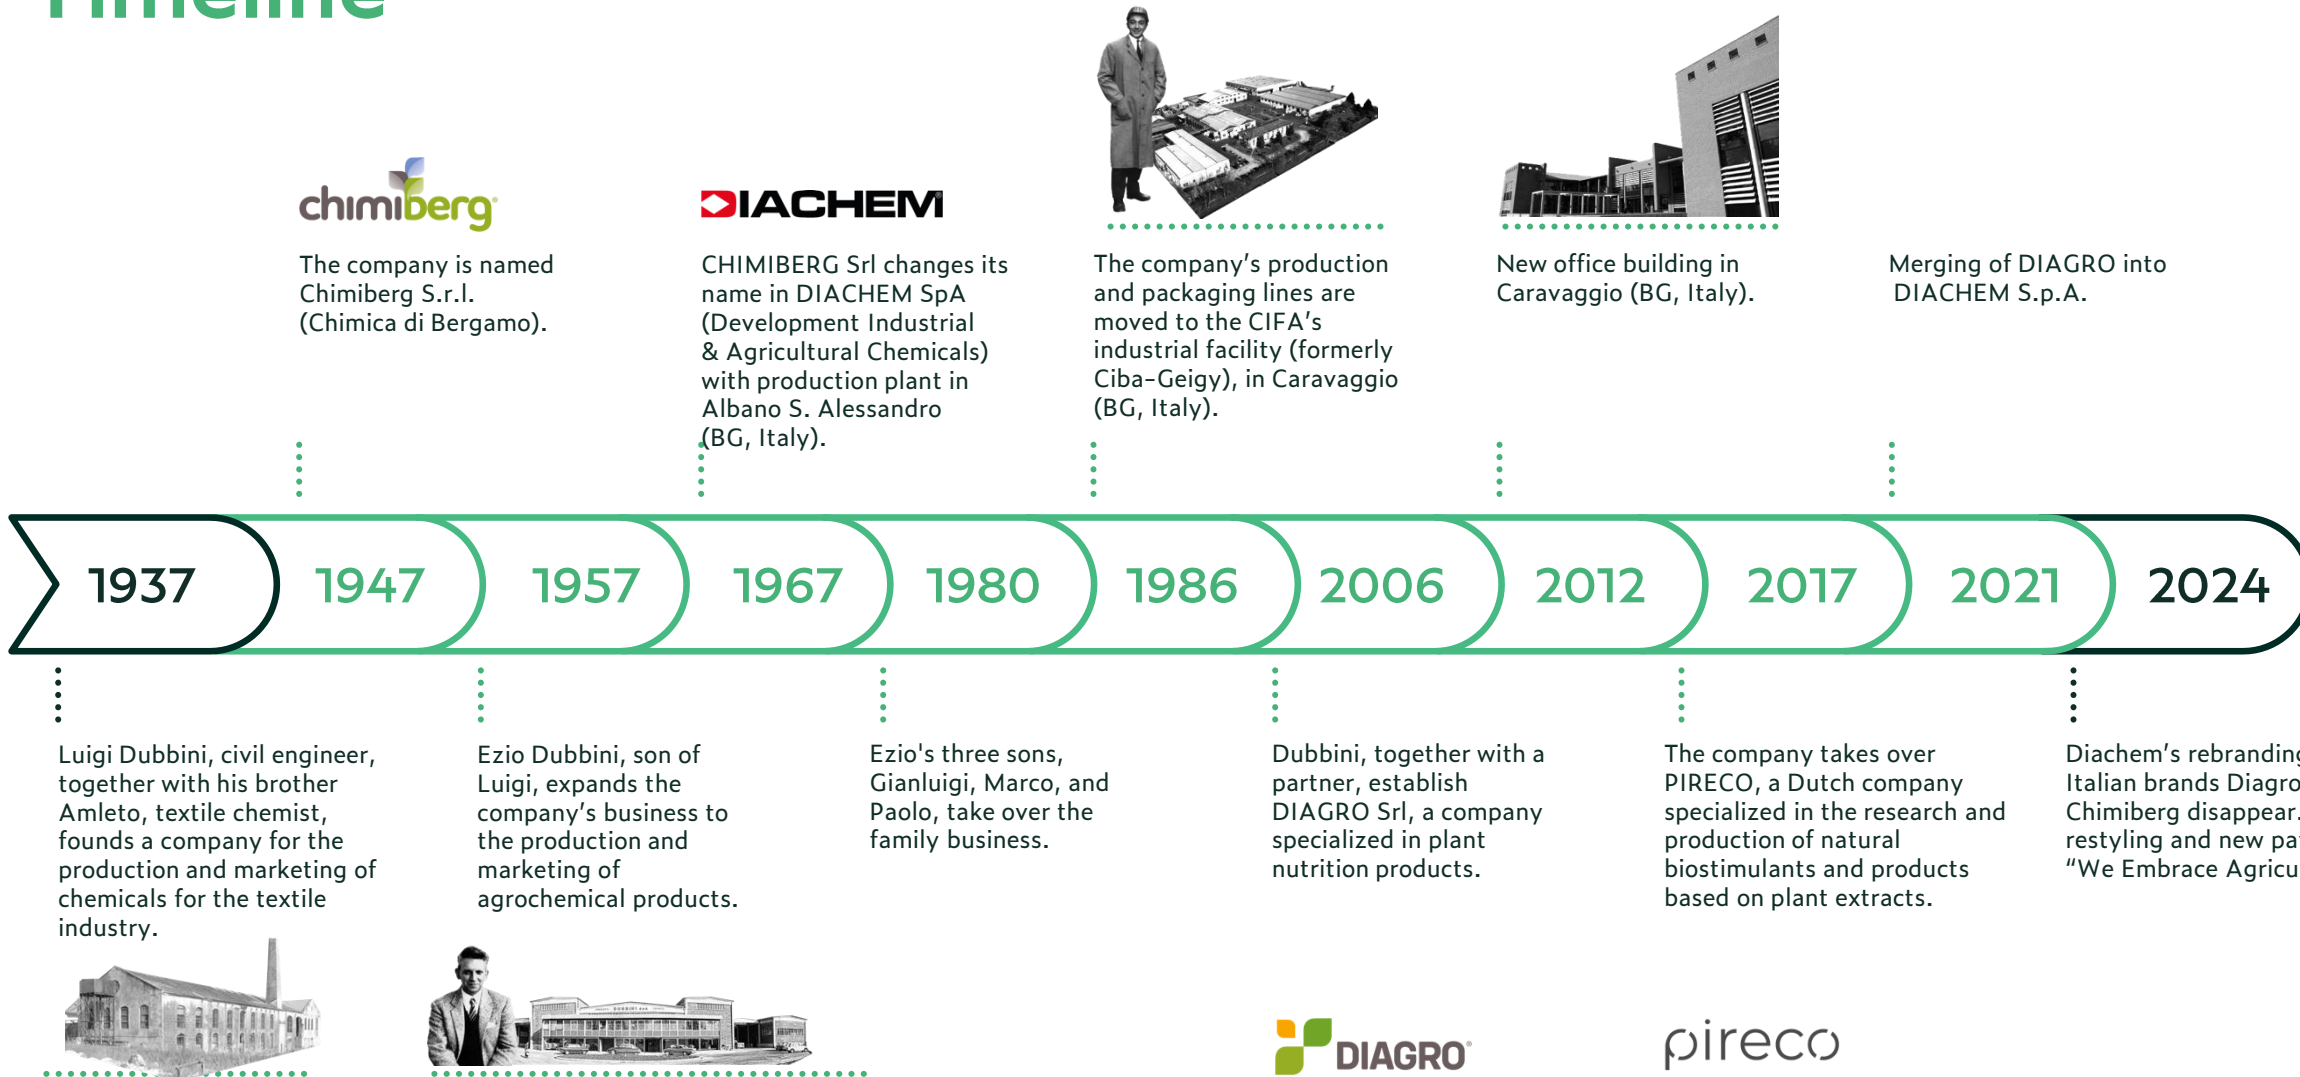 Timeline
chimiberg
The company is named
Chimiberg S.r.l.
(Chimica di Bergamo).
DIACHEM
CHIMIBERG Srl changes its
name in DIACHEM SpA
(Development Industrial
& Agricultural Chemicals)
with production plant in
Albano S. Alessandro
(BG, Italy).
The company’s production
and packaging lines are
moved to the CIFA’s
industrial facility (formerly
Ciba-Geigy), in Caravaggio
(BG, Italy).
New office building in
Caravaggio (BG, Italy).
Merging of DIAGRO into
DIACHEM S.p.A.
1937 1947 1957 1967 1980 1986 2006 2012 2017 2021 2024
Luigi Dubbini, civil engineer,
together with his brother
Amleto, textile chemist,
founds a company for the
production and marketing of
chemicals for the textile
industry.
Ezio Dubbini, son of
Luigi, expands the
company’s business to
the production and
marketing of
agrochemical products.
DUBBINI
Ezio's three sons,
Gianluigi, Marco, and
Paolo, take over the
family business.
Dubbini, together with a
partner, establish
DIAGRO Srl, a company
specialized in plant
nutrition products.
DIAGRO
The company takes over
PIRECO, a Dutch company
specialized in the research and
production of natural
biostimulants and products
based on plant extracts.
pireco
Diachem’s rebranding
Italian brands Diagro
Chimiberg disappear.
restyling and new
“We Embrace